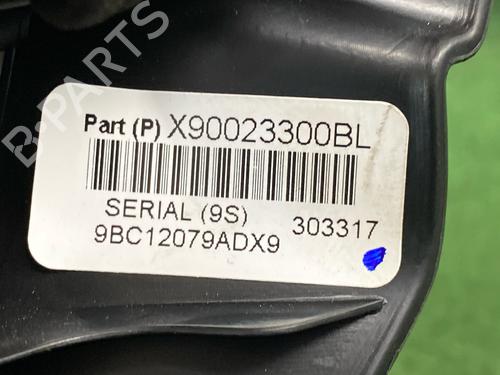 B-PARTS
Part (P) X90023300BL
SERIAL (9S) 303317
9BC12079ADX9